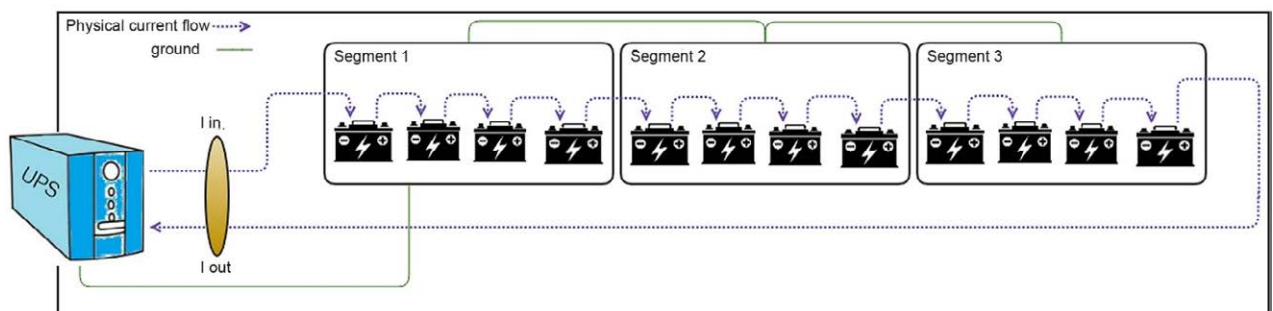 Physical current flow
ground
Segment 1
Segment 2
Segment 3
I in.
UPS
I out